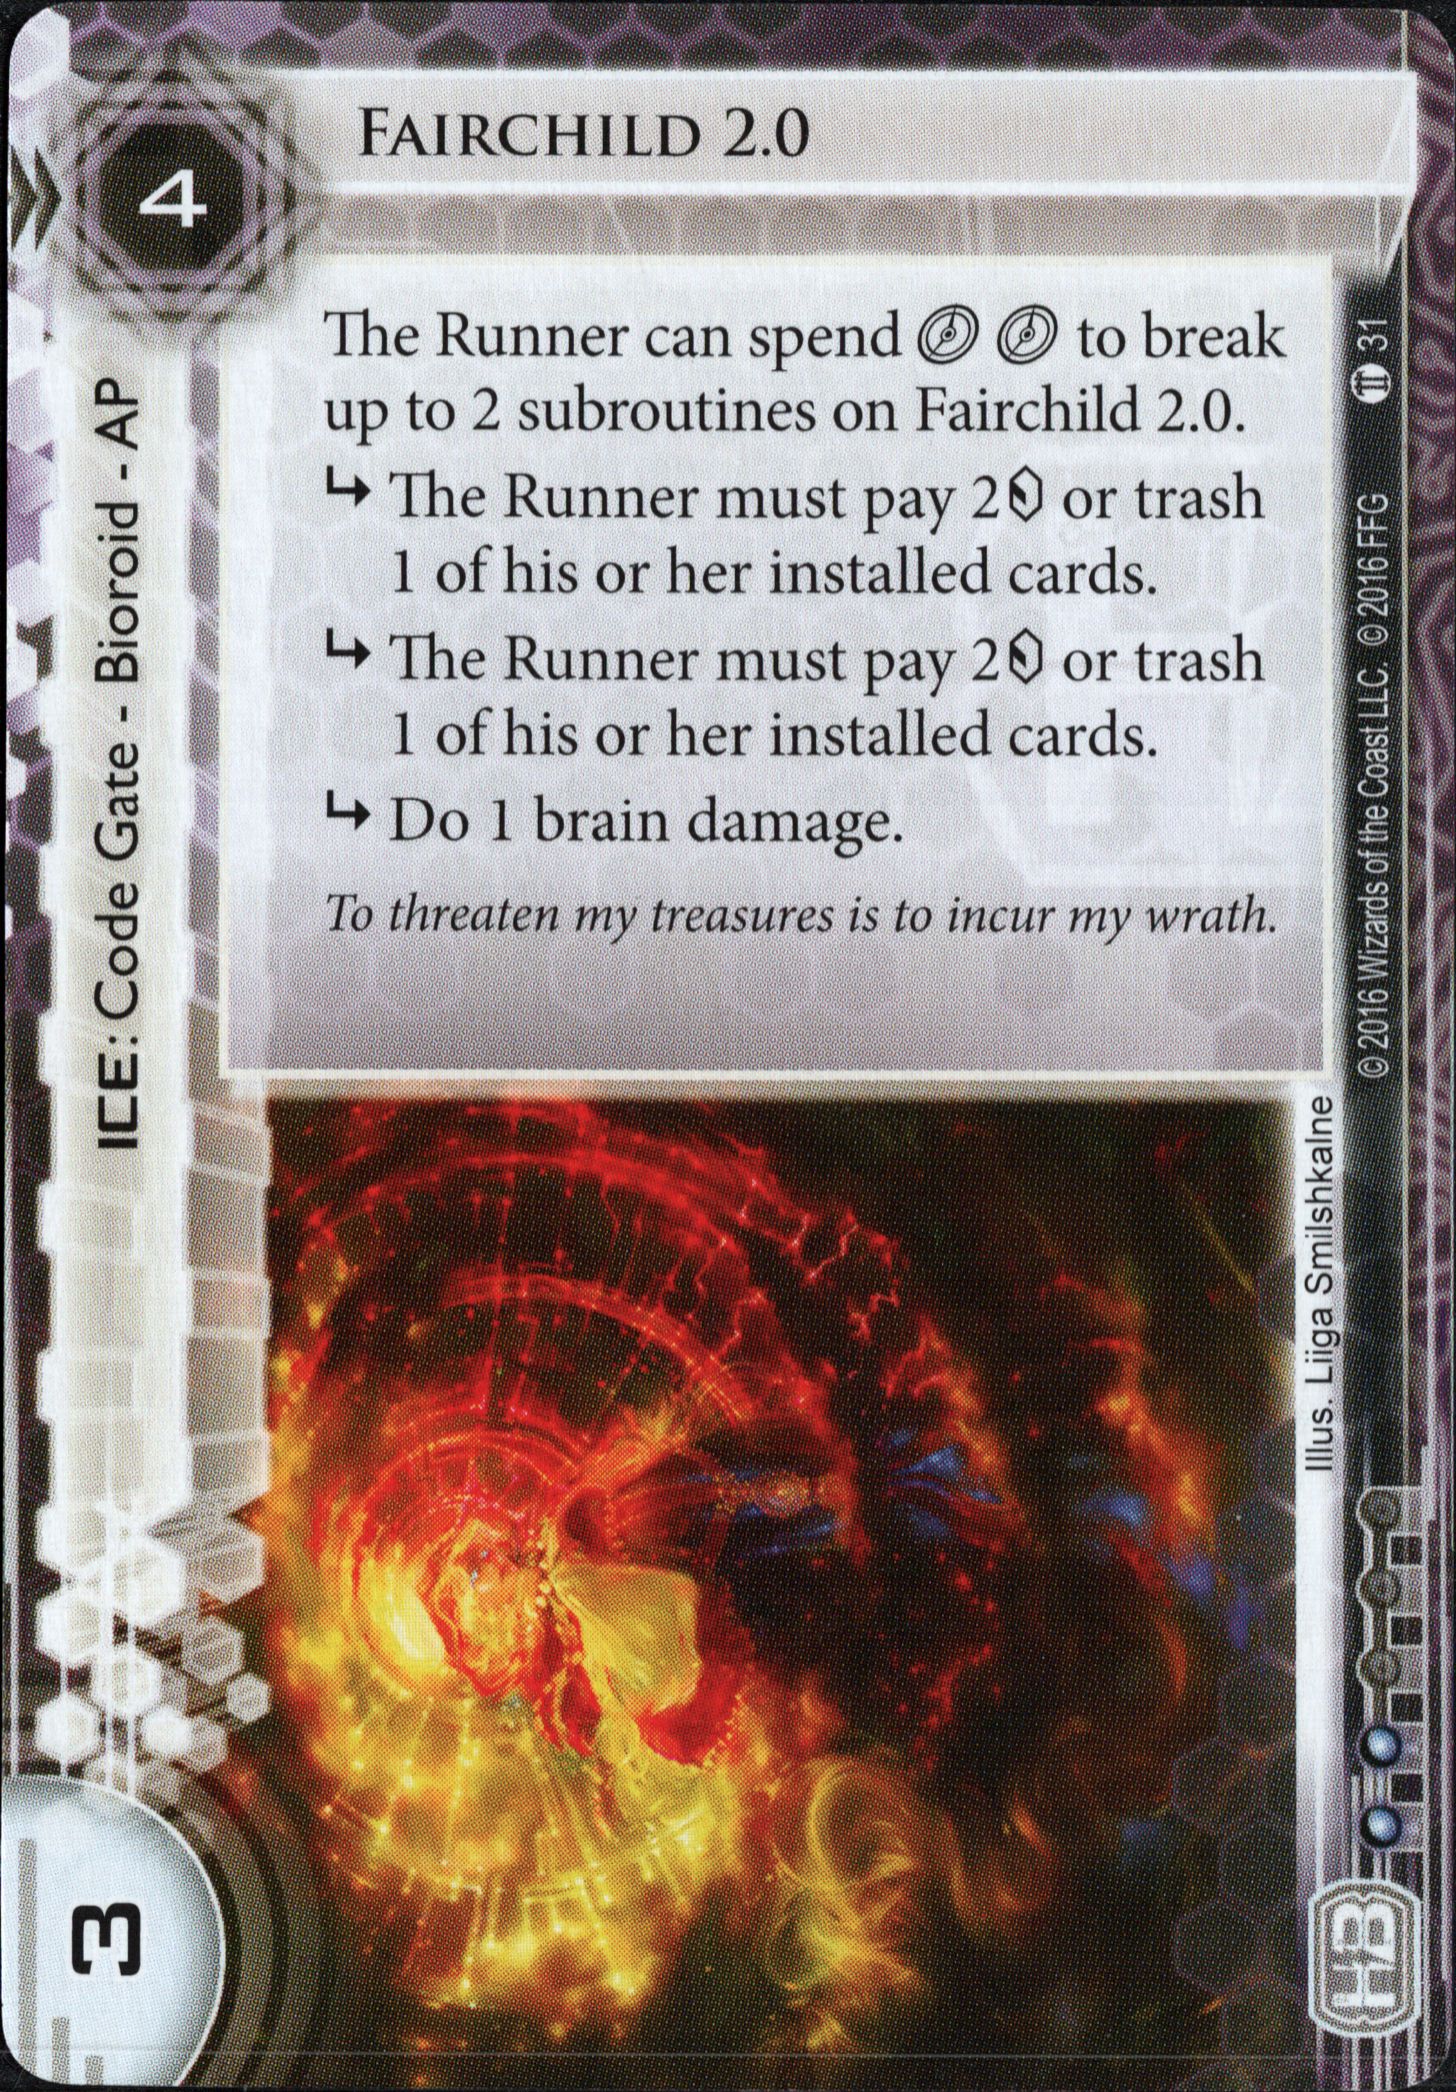 FAIRCHILD 2.0
4
The Runner can spend to break
up to 2 subroutines on Fairchild 2.0.
The Runner must pay 2 or trash
1 of his or her installed cards.
The Runner must pay 2 or trash
1 of his or her installed cards.
Do 1 brain damage.
To threaten my treasures is to incur my wrath.
ICE: Code Gate - Bioroid - AP
3
31
© 2016 Wizards of the Coast LLC. © 2016 FFG
Illus. Liiga Smilshkalne
HB